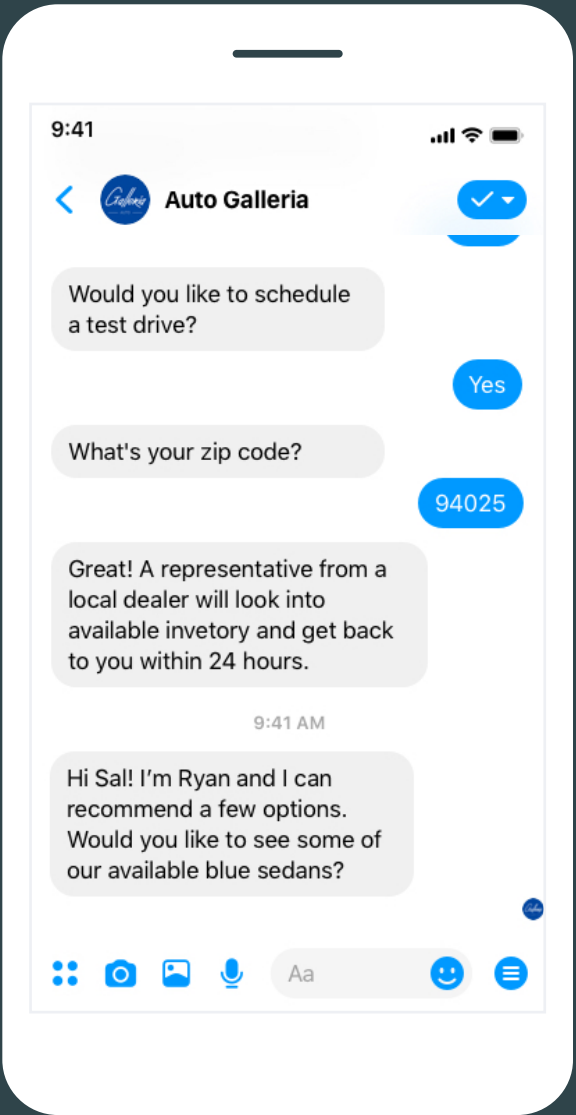 9:41
Galleria
Auto Galleria
Would you like to schedule
a test drive?
Yes
What's your zip code?
94025
Great! A representative from a
local dealer will look into
available invetory and get back
to you within 24 hours.
9:41 AM
Hi Sal! I’m Ryan and I can
recommend a few options.
Would you like to see some of
our available blue sedans?
Aa